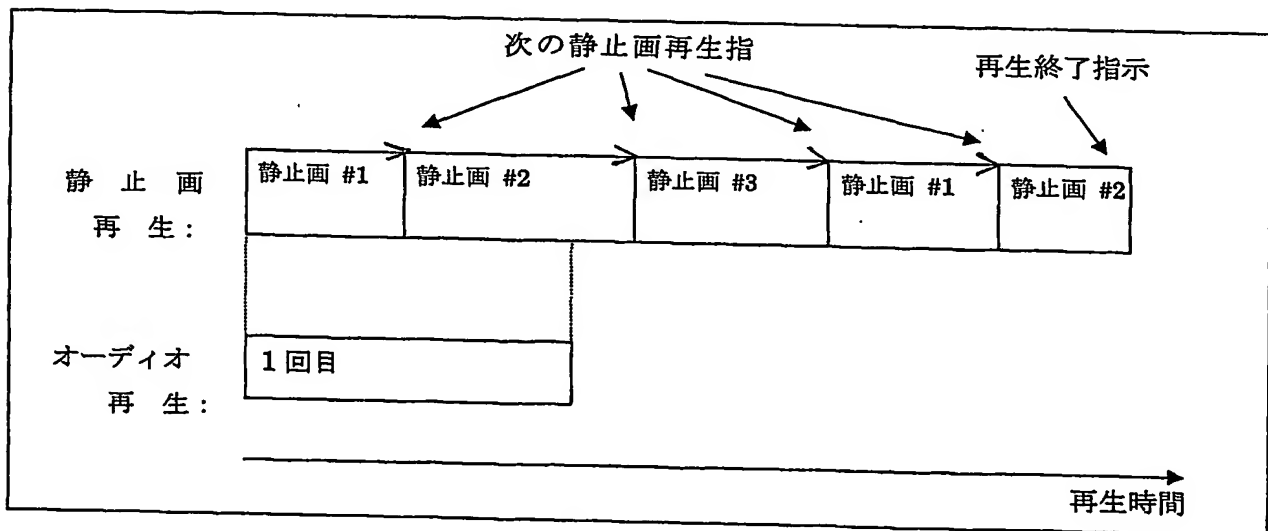 次の静止画再生指
再生終了指示
静 止 画
再 生 :
静止画 #1
静止画 #2
静止画 #3
静止画 #1
静止画 #2
オーディオ
再 生 :
1 回目
再生時間